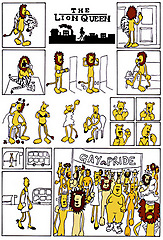 THE
LION QUEEN
GAY PRIDE